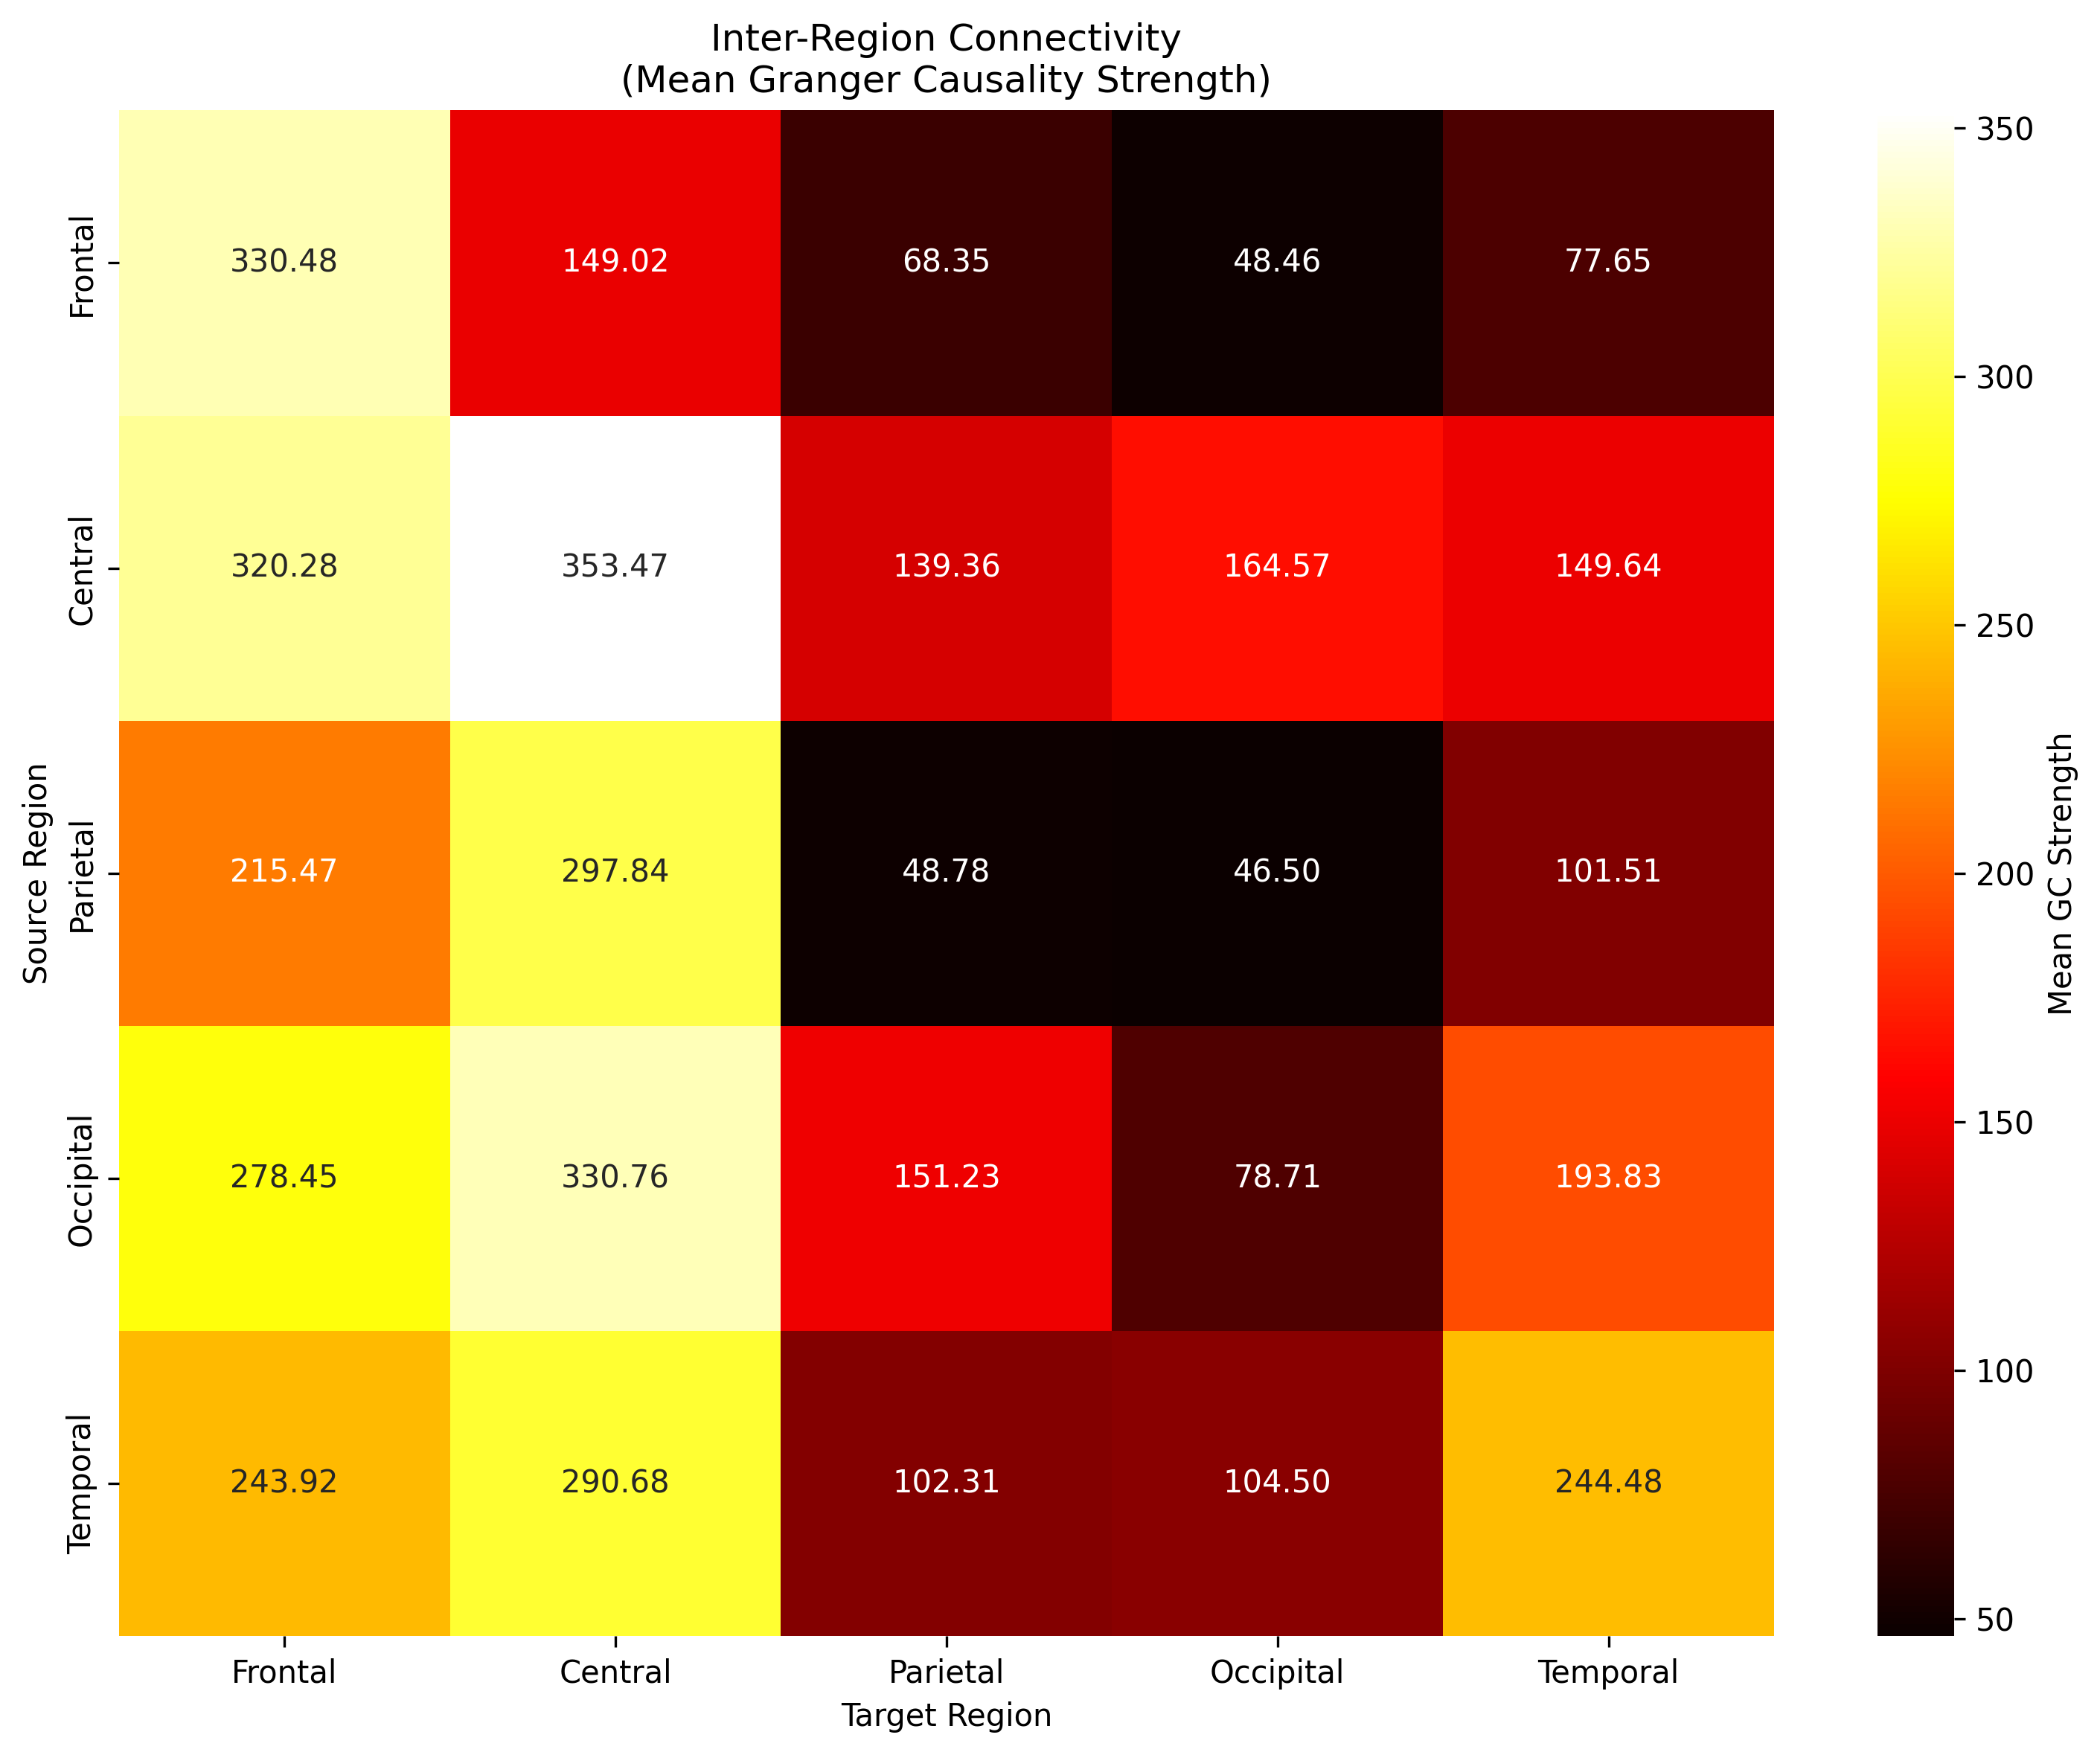 Inter-Region Connectivity
(Mean Granger Causality Strength)
Source Region
Frontal
330.48 149.02 68.35 48.46 77.65
Central
320.28 353.47 139.36 164.57 149.64
Parietal
215.47 297.84 48.78 46.50 101.51
Occipital
278.45 330.76 151.23 78.71 193.83
Temporal
243.92 290.68 102.31 104.50 244.48
Frontal Central Parietal Occipital Temporal
Target Region
350
300
250
200
150
100
50
Mean GC Strength